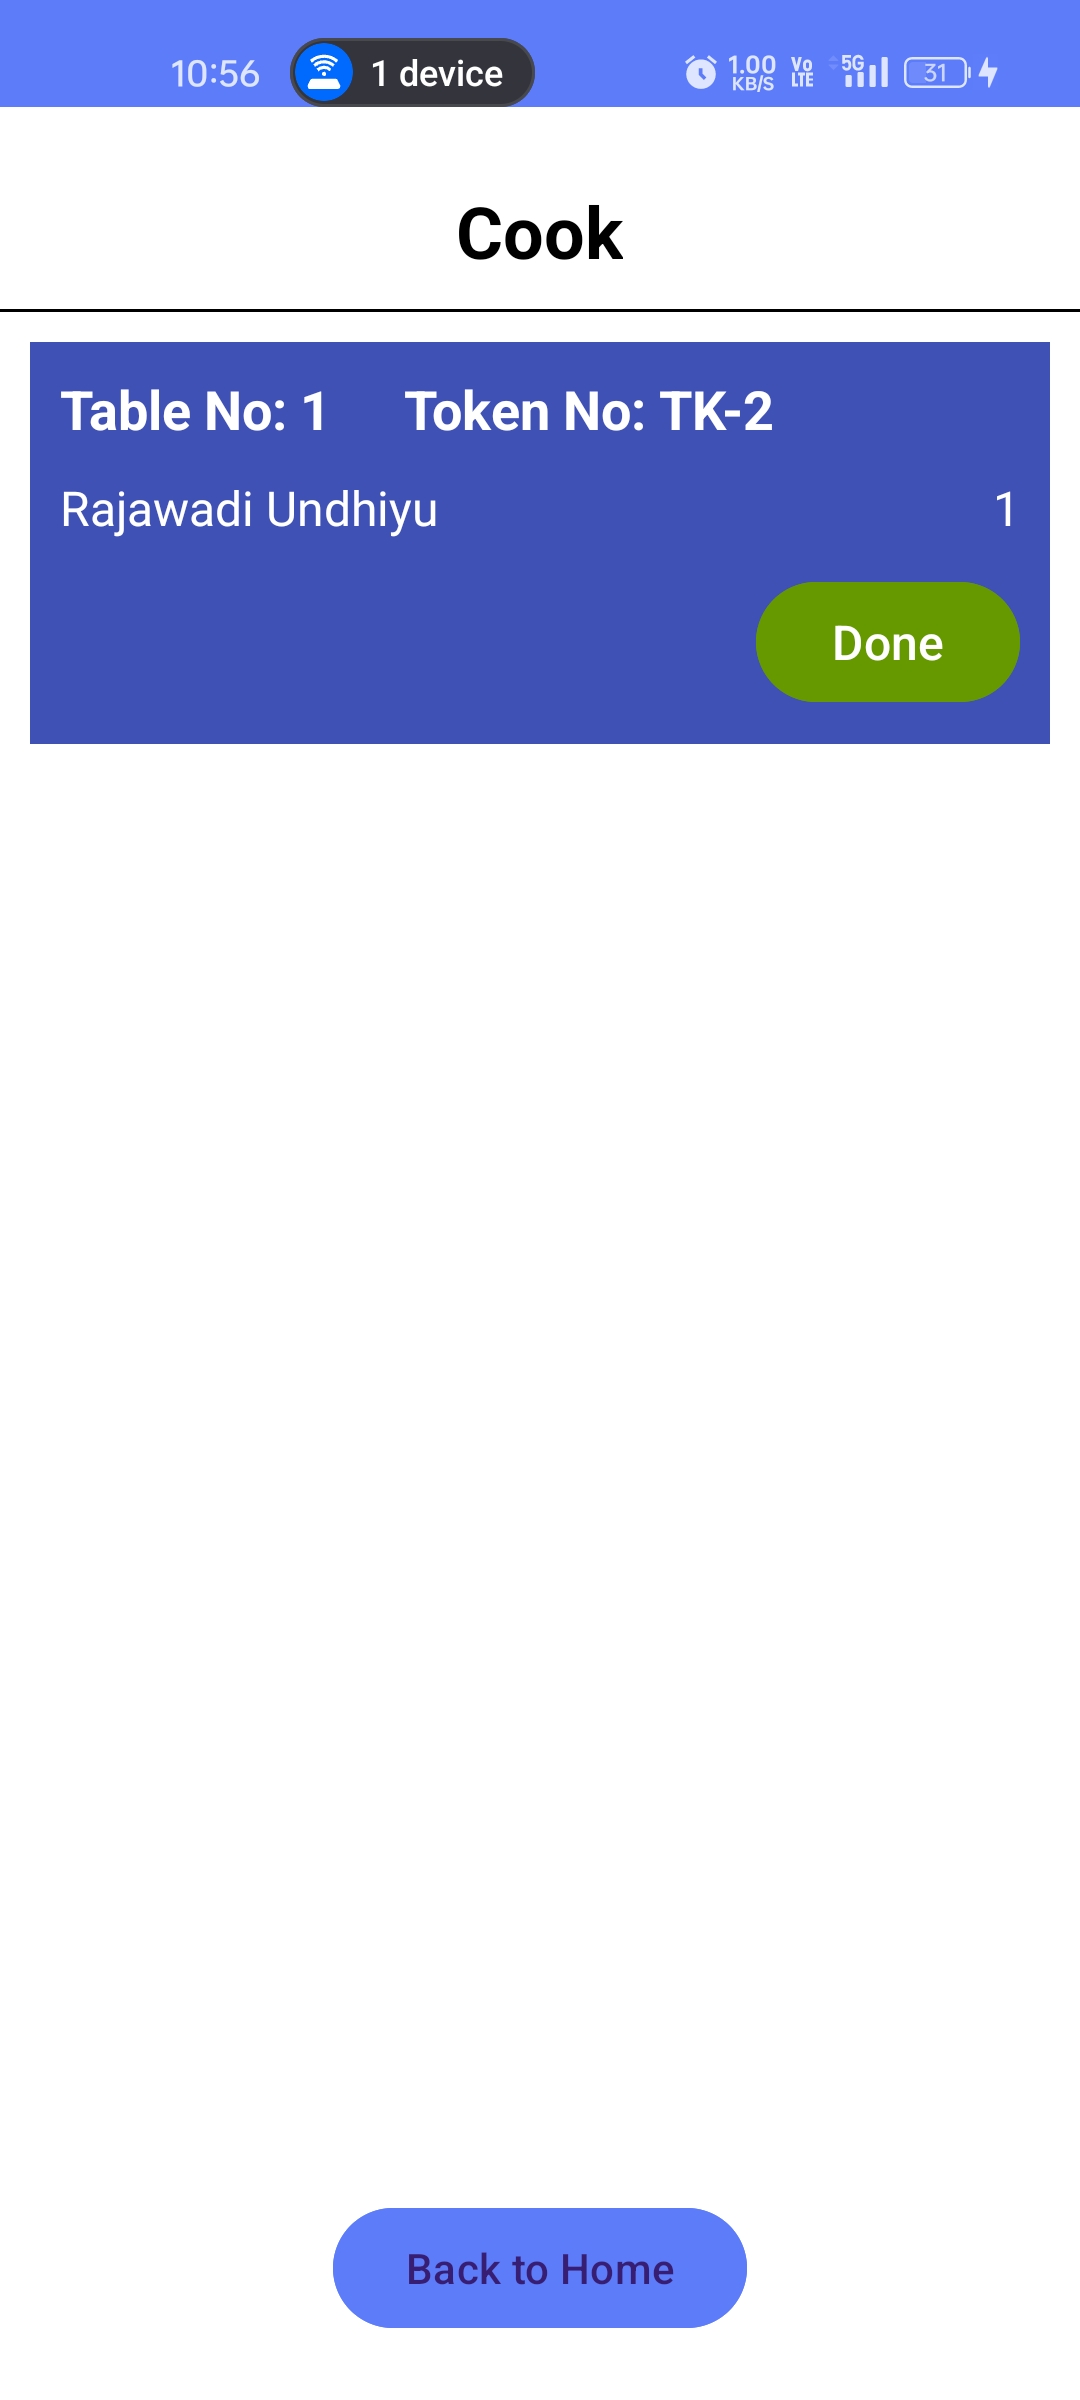 10:56 1 device 1.00 KB/S Vo LTE 5G 31
Cook
Table No: 1 Token No: TK-2
Rajawadi Undhiyu 1
Done
Back to Home